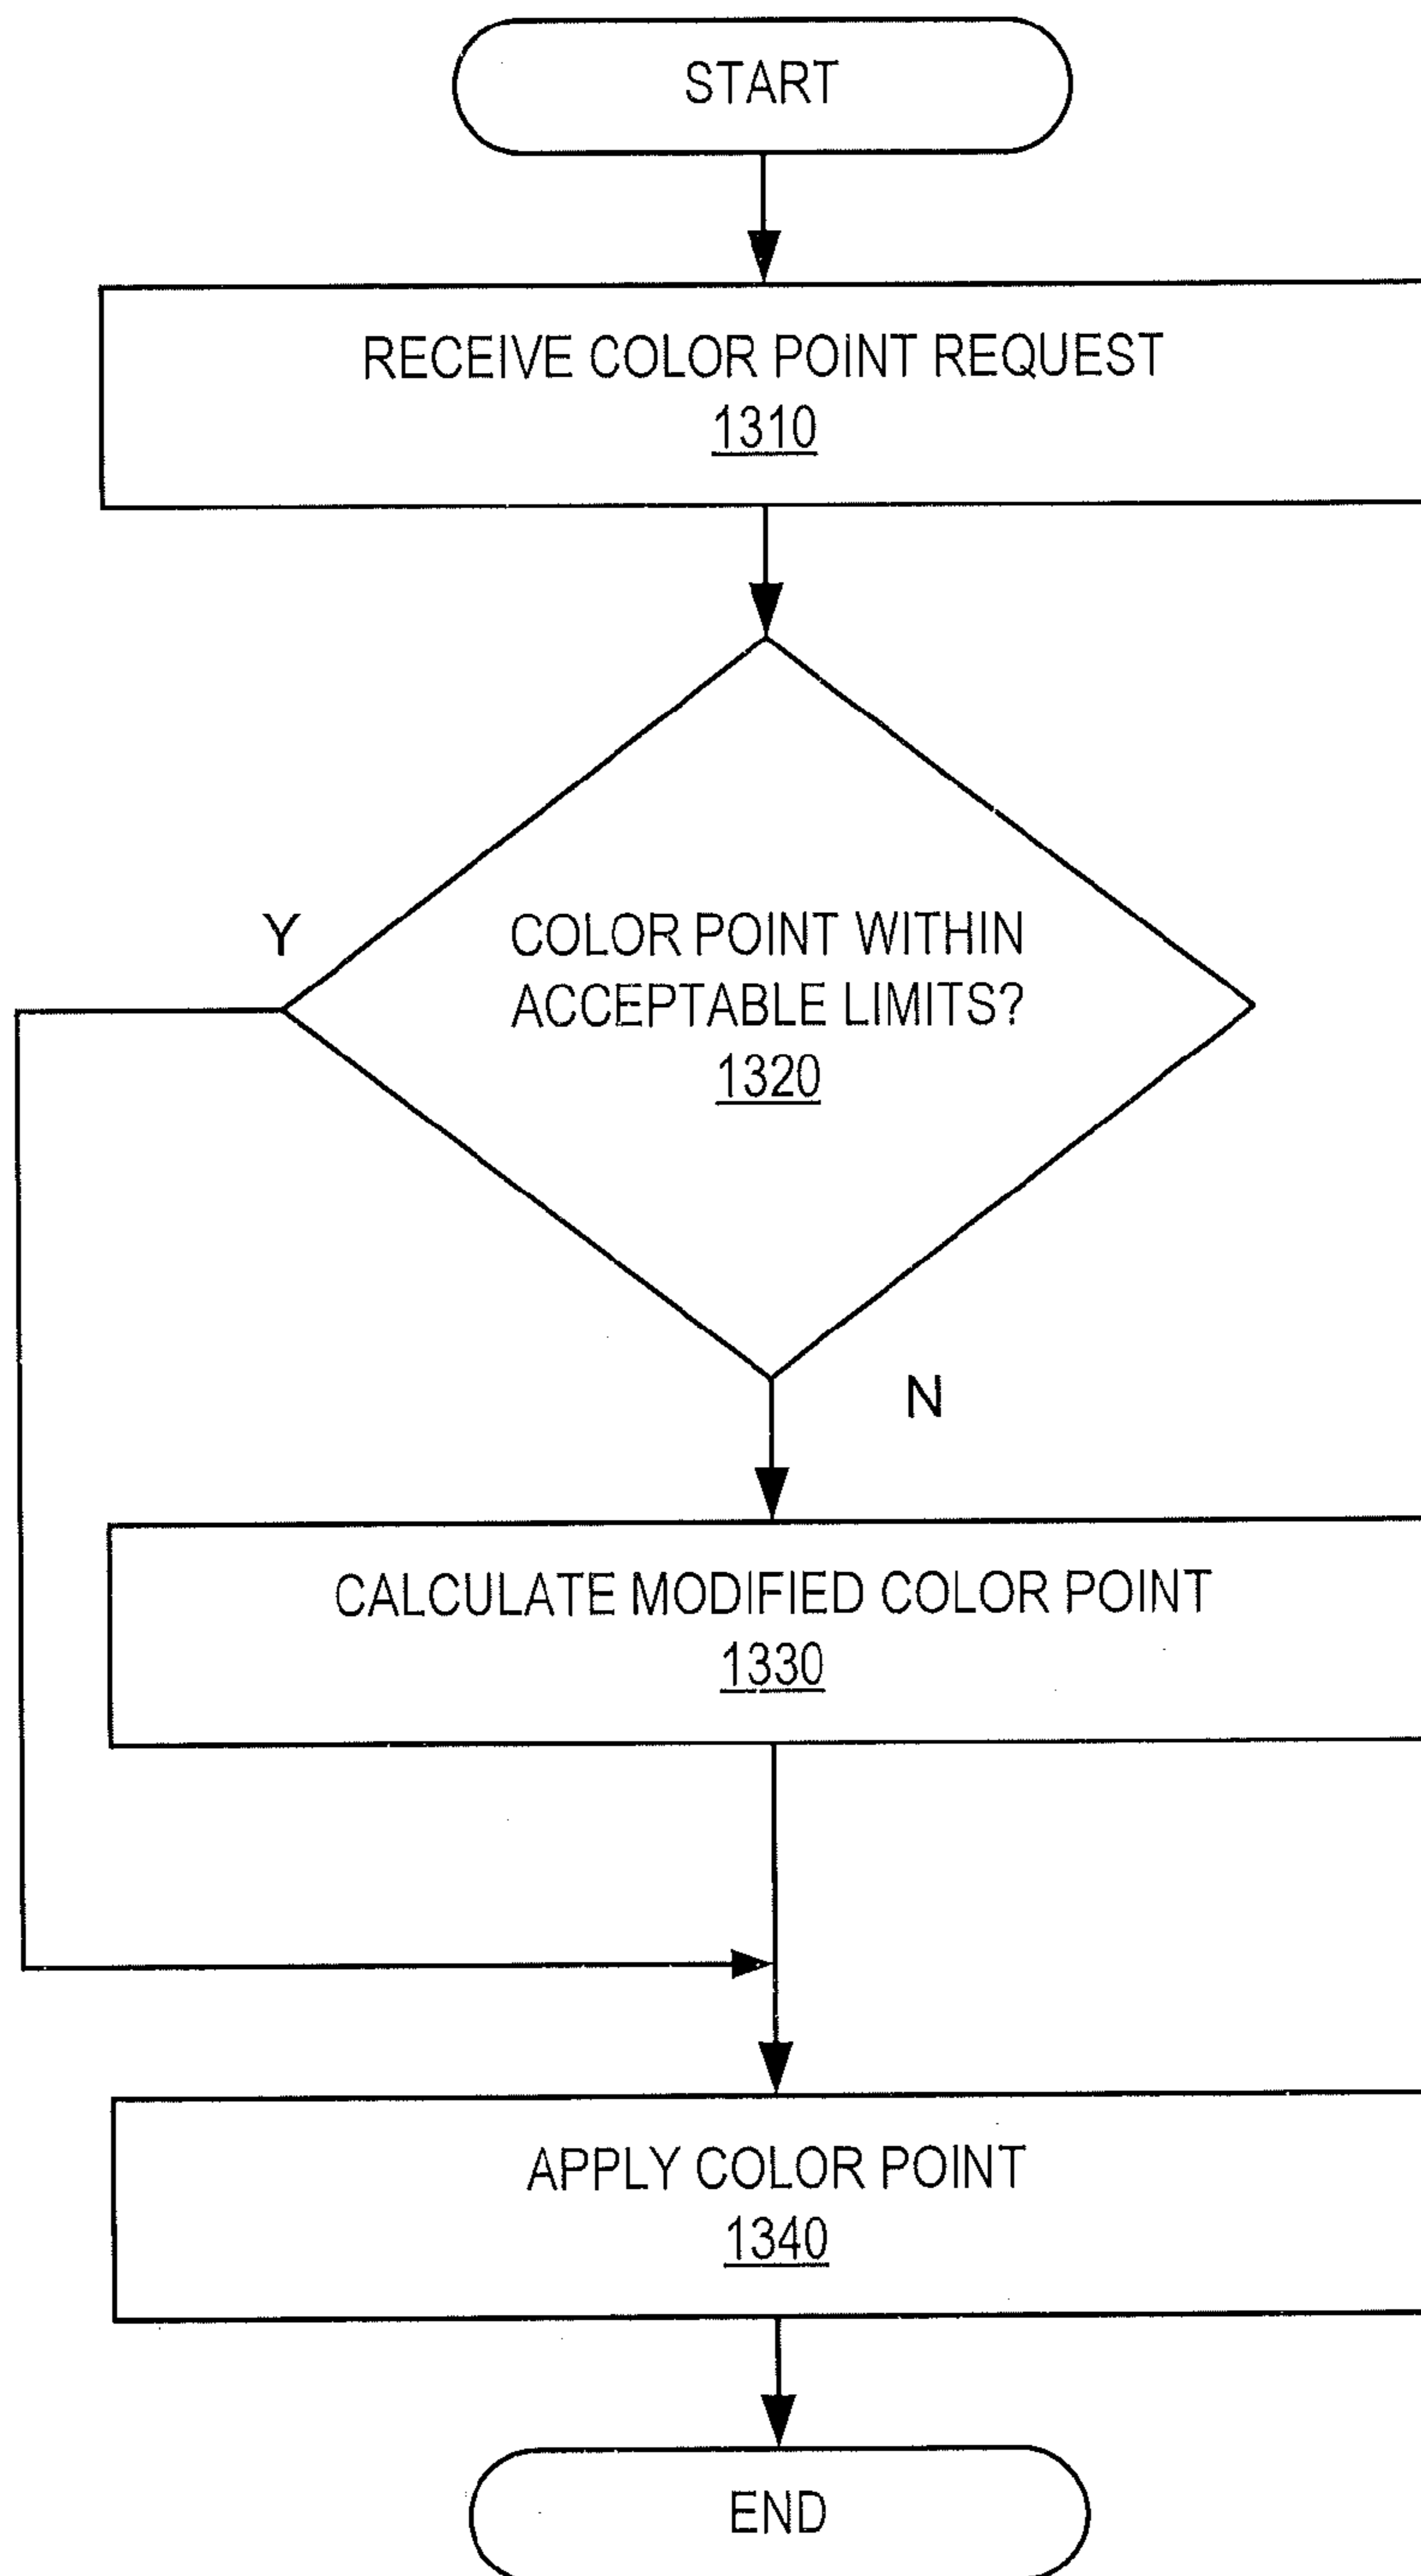 START
RECEIVE COLOR POINT REQUEST
1310
Y
COLOR POINT WITHIN
ACCEPTABLE LIMITS?
1320
N
CALCULATE MODIFIED COLOR POINT
1330
APPLY COLOR POINT
1340
END